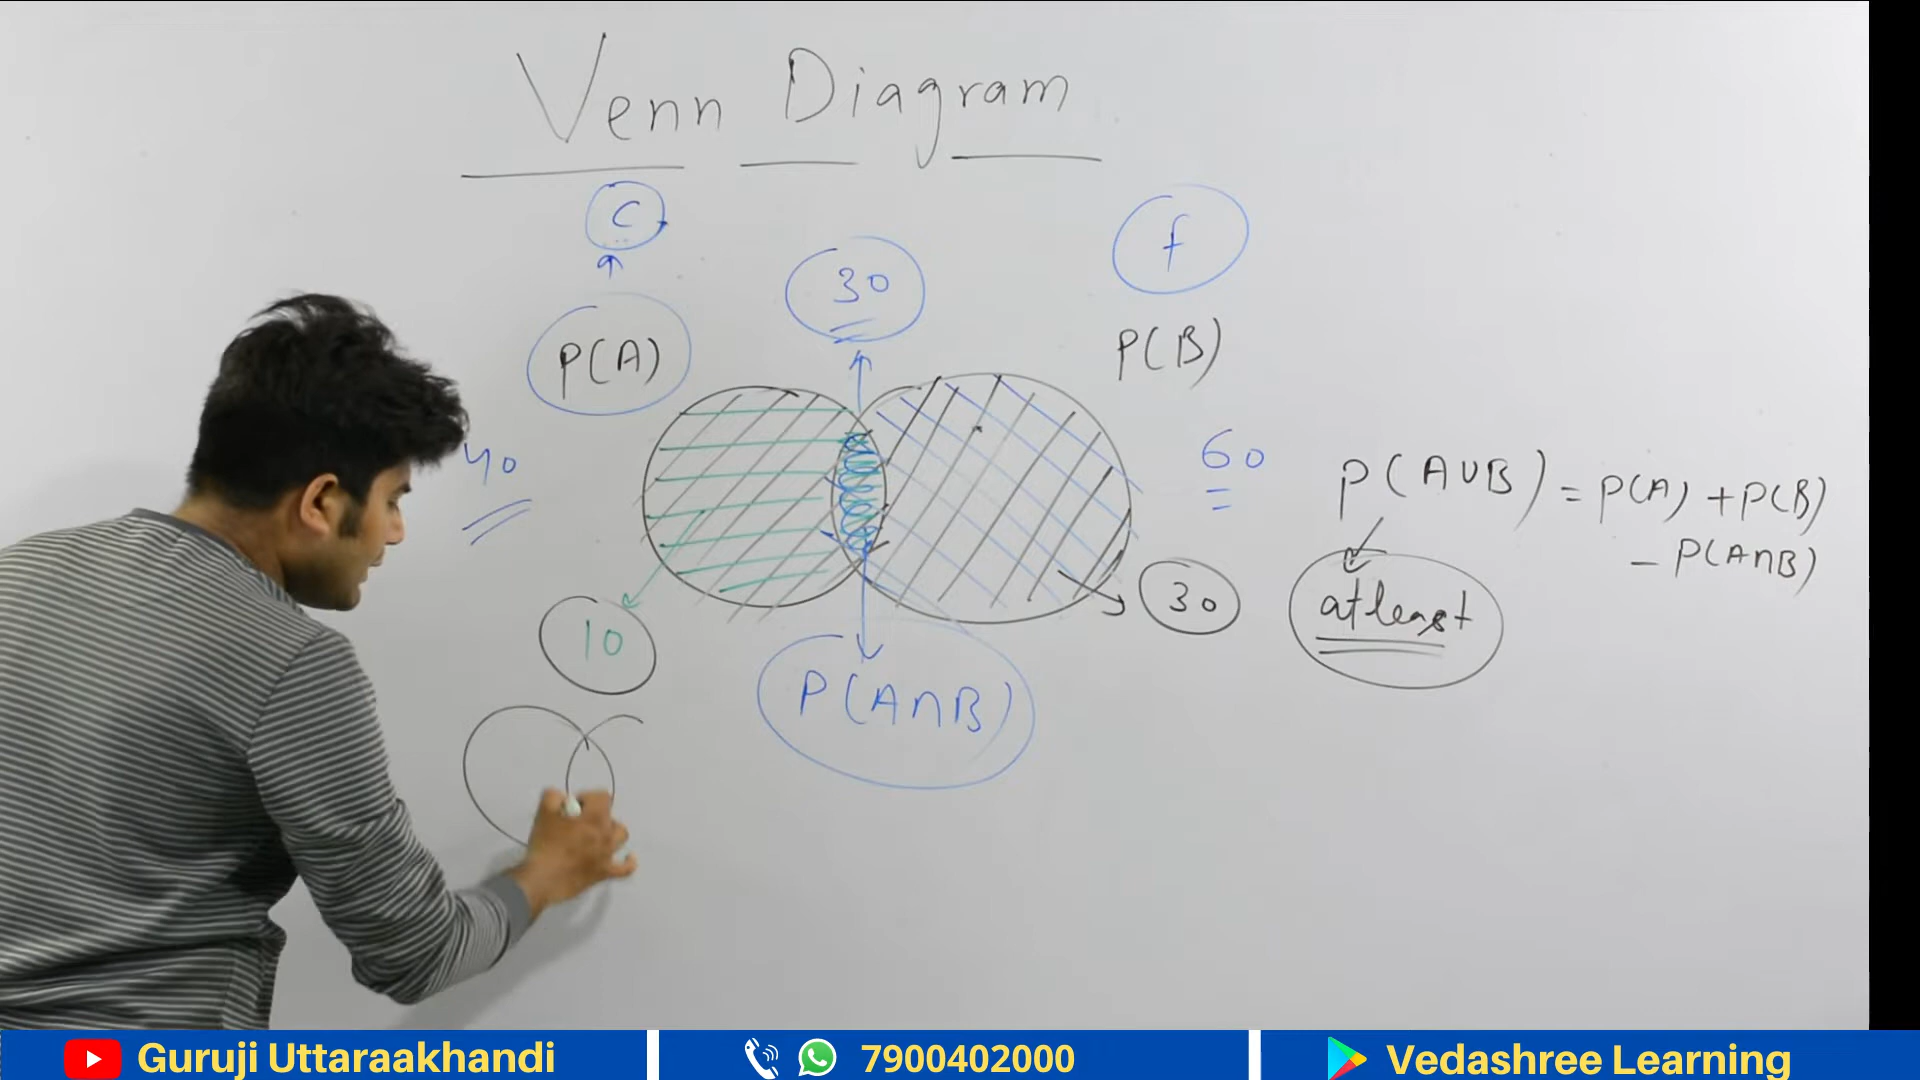 Venn Diagram
C
f
30
P(A)
P(B)
40
60
P(A∪B) = P(A) + P(B)
- P(A∩B)
atleast
30
10
P(A∩B)
Guruji Uttaraakhandi
7900402000
Vedashree Learning